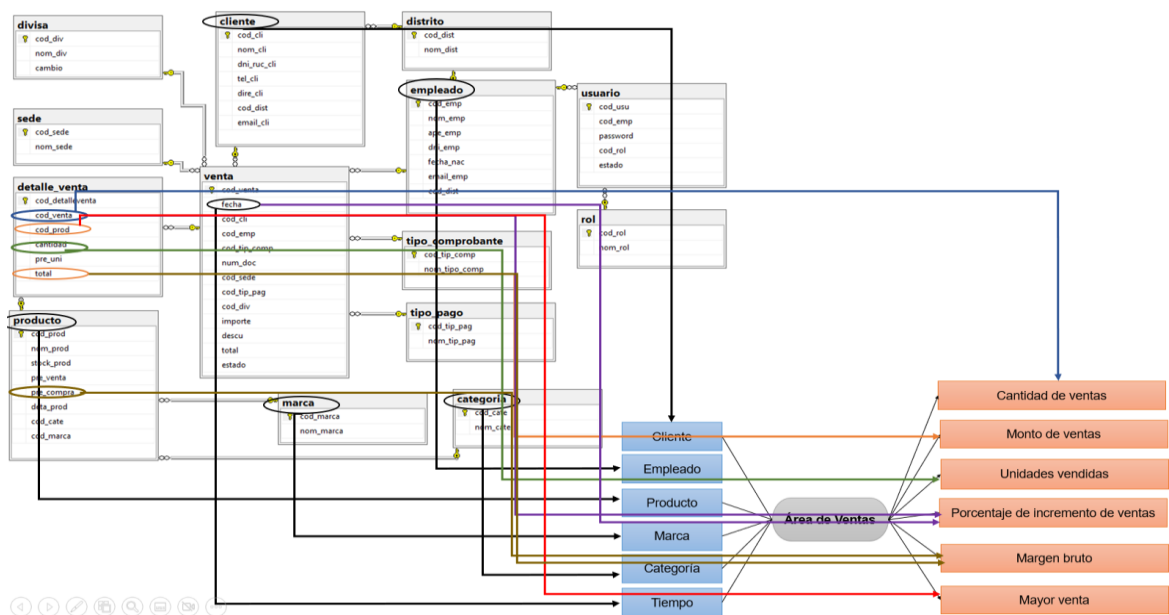 divisa
cod_div
nom_div
cambio
cliente
cod_cli
nom_cli
dni_ruc_cli
tel_cli
dire_cli
cod_dist
email_cli
distrito
cod_dist
nom_dist
empleado
cod_emp
nom_emp
ape_emp
dni_emp
fecha_nac
email_emp
cod_dist
usuario
cod_usu
cod_emp
password
cod_rol
estado
sede
cod_sede
nom_sede
venta
cod_venta
fecha
cod_cli
cod_emp
cod_tip_comp
num_doc
cod_sede
cod_tip_pag
cod_div
importe
descu
total
estado
detalle_venta
cod_detalleventa
cod_venta
cod_prod
cantidad
pre_uni
total
rol
cod_rol
nom_rol
tipo_comprobante
cod_tip_comp
nom_tipo_comp
tipo_pago
cod_tip_pag
nom_tip_pag
producto
cod_prod
nom_prod
stock_prod
pre_venta
pre_compra
deta_prod
cod_cate
cod_marca
marca
cod_marca
nom_marca
categoria
cod_cate
nom_cate
Cliente
Empleado
Producto
Marca
Categoría
Tiempo
Área de Ventas
Cantidad de ventas
Monto de ventas
Unidades vendidas
Porcentaje de incremento de ventas
Margen bruto
Mayor venta